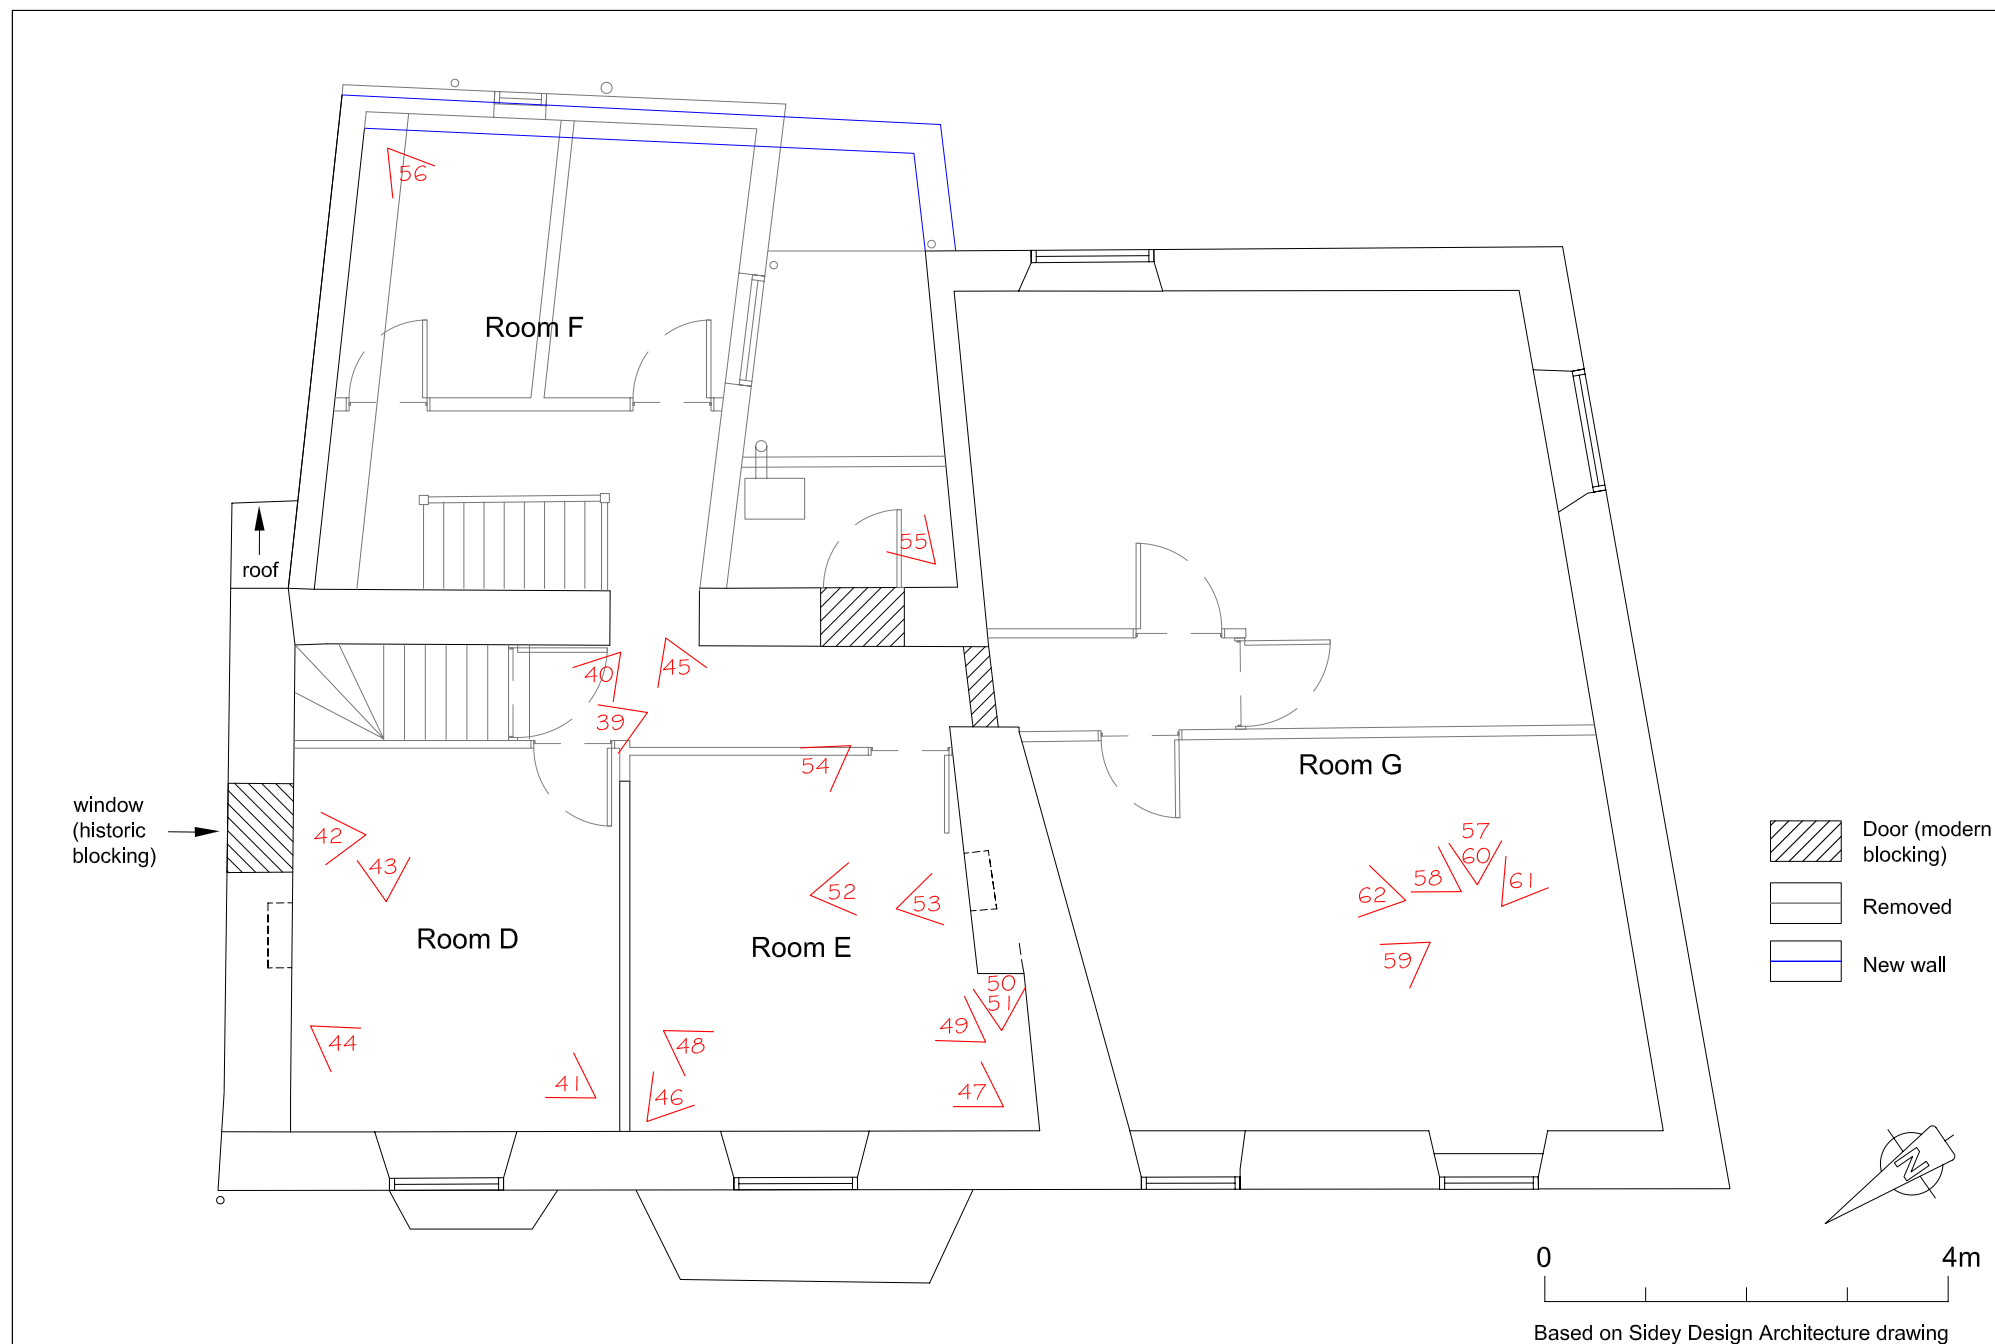 56
Room F
55
roof
45
40
39
54
Room G
window
(historic
blocking)
42
43
57
60
58
61
62
52
53
59
Room D
Room E
50
51
49
44
48
41
46
47
Door (modern
blocking)
Removed
New wall
N
0 4m
Based on Sidey Design Architecture drawing